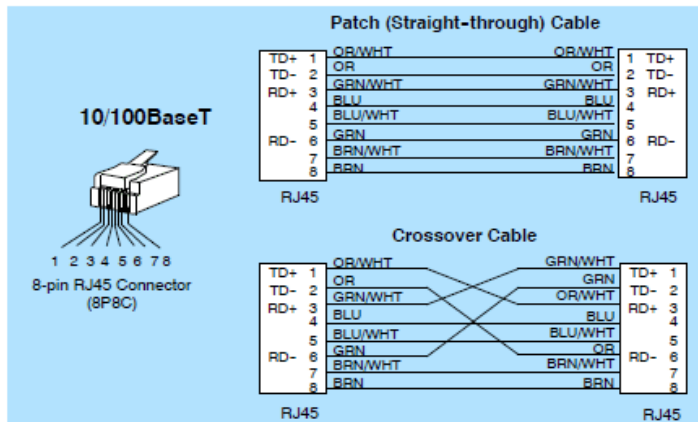 Patch (Straight-through) Cable
OR/WHT OR/WHT
TD+ 1 1 TD+
OR OR
TD- 2 2 TD-
GRN/WHT GRN/WHT
RD+ 3 3 RD+
BLU BLU
4 4
BLU/WHT BLU/WHT
5 5
GRN GRN
RD- 6 6 RD-
BRN/WHT BRN/WHT
7 7
BRN BRN
8 8
RJ45 RJ45
10/100BaseT
1 2 3 4 5 6 7 8
8-pin RJ45 Connector
(8P8C)
Crossover Cable
OR/WHT GRN/WHT
TD+ 1 1 TD+
OR GRN
TD- 2 2 TD-
GRN/WHT OR/WHT
RD+ 3 3 RD+
BLU BLU
4 4
BLU/WHT BLU/WHT
5 5
GRN OR
RD- 6 6 RD-
BRN/WHT BRN/WHT
7 7
BRN BRN
8 8
RJ45 RJ45